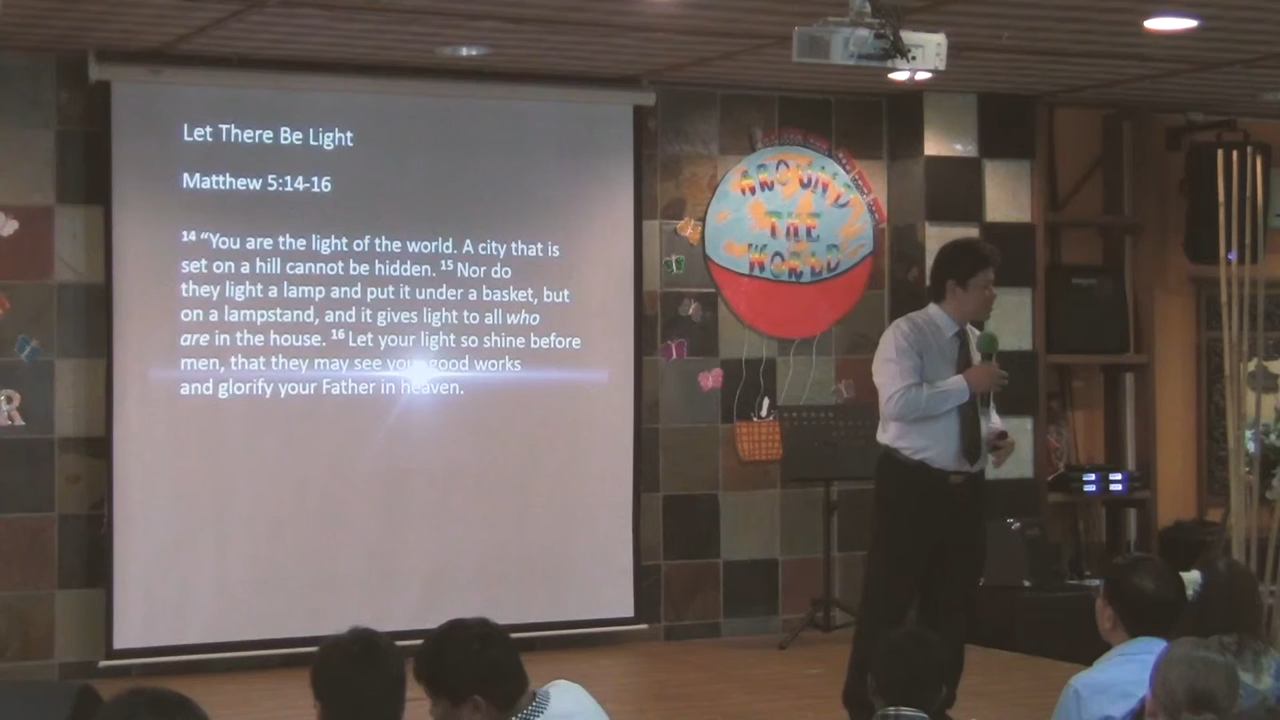 Let There Be Light
Matthew 5:14-16
14 “You are the light of the world. A city that is
set on a hill cannot be hidden. 15 Nor do
they light a lamp and put it under a basket, but
on a lampstand, and it gives light to all who
are in the house. 16 Let your light so shine before
men, that they may see your good works
and glorify your Father in heaven.
AROUND
THE
WORLD
R